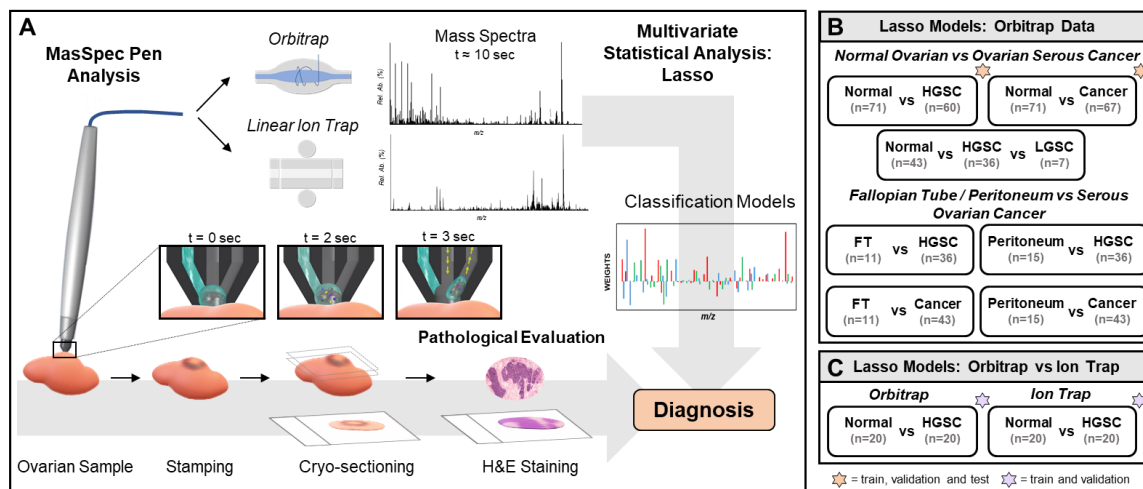 A
MasSpec Pen
Analysis
Orbitrap
Linear Ion Trap
Mass Spectra
t ≈ 10 sec
Rel. Ab. (%)
m/z
Rel. Ab. (%)
m/z
Multivariate
Statistical Analysis:
Lasso
Classification Models
WEIGHTS
m/z
t = 0 sec
t = 2 sec
t = 3 sec
Pathological Evaluation
Diagnosis
Ovarian Sample
Stamping
Cryo-sectioning
H&E Staining
B
Lasso Models: Orbitrap Data
Normal Ovarian vs Ovarian Serous Cancer
Normal vs HGSC
(n=71) (n=60)
Normal vs Cancer
(n=71) (n=67)
Normal vs HGSC vs LGSC
(n=43) (n=36) (n=7)
Fallopian Tube / Peritoneum vs Serous
Ovarian Cancer
FT vs HGSC
(n=11) (n=36)
Peritoneum vs HGSC
(n=15) (n=36)
FT vs Cancer
(n=11) (n=43)
Peritoneum vs Cancer
(n=15) (n=43)
C
Lasso Models: Orbitrap vs Ion Trap
Orbitrap
Ion Trap
Normal vs HGSC
(n=20) (n=20)
Normal vs HGSC
(n=20) (n=20)
= train, validation and test
= train and validation